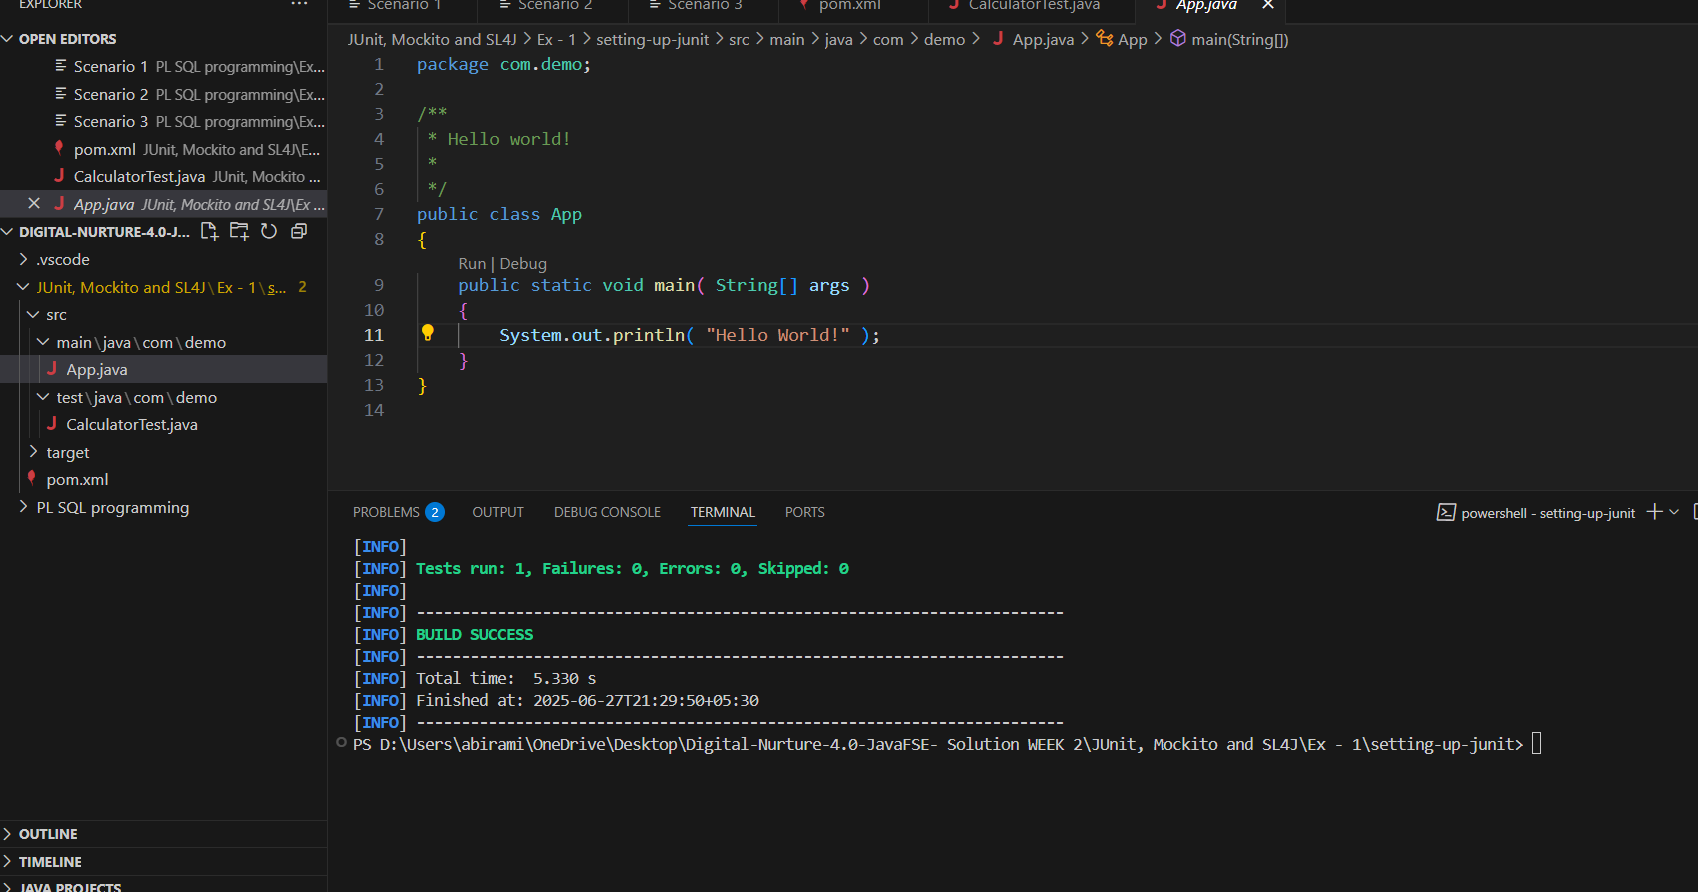 EXPLORER ...
OPEN EDITORS
Scenario 1 PL SQL programming\Ex...
Scenario 2 PL SQL programming\Ex...
Scenario 3 PL SQL programming\Ex...
pom.xml JUnit, Mockito and SL4J\E...
CalculatorTest.java JUnit, Mockito ...
App.java JUnit, Mockito and SL4J\Ex ...
DIGITAL-NURTURE-4.0-J...
.vscode
JUnit, Mockito and SL4J\Ex - 1\s... 2
src
main\java\com\demo
App.java
test\java\com\demo
CalculatorTest.java
target
pom.xml
PL SQL programming
OUTLINE
TIMELINE
JAVA PROJECTS
Scenario 1 Scenario 2 Scenario 3 pom.xml CalculatorTest.java App.java
JUnit, Mockito and SL4J > Ex - 1 > setting-up-junit > src > main > java > com > demo > App.java > App > main(String[])
1 package com.demo;
2
3 /**
4 * Hello world!
5 *
6 */
7 public class App
8 {
Run | Debug
9 public static void main( String[] args )
10 {
11 System.out.println( "Hello World!" );
12 }
13 }
14
PROBLEMS 2 OUTPUT DEBUG CONSOLE TERMINAL PORTS powershell - setting-up-junit
[INFO]
[INFO] Tests run: 1, Failures: 0, Errors: 0, Skipped: 0
[INFO]
[INFO] ------------------------------------------------------------------------
[INFO] BUILD SUCCESS
[INFO] ------------------------------------------------------------------------
[INFO] Total time:  5.330 s
[INFO] Finished at: 2025-06-27T21:29:50+05:30
[INFO] ------------------------------------------------------------------------
PS D:\Users\abirami\OneDrive\Desktop\Digital-Nurture-4.0-JavaFSE- Solution WEEK 2\JUnit, Mockito and SL4J\Ex - 1\setting-up-junit>